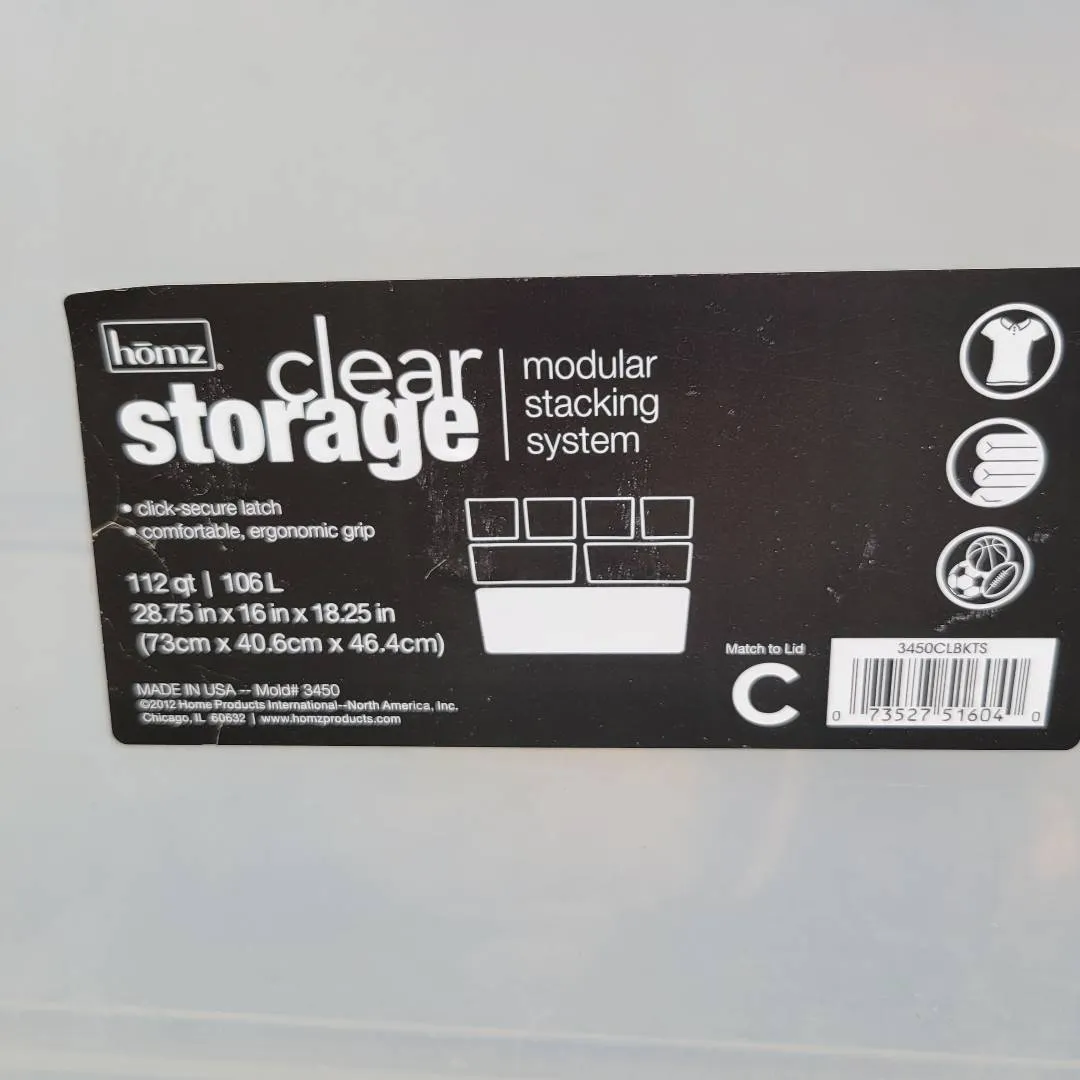 hōmz
clear
storage
modular
stacking
system
• click-secure latch
• comfortable, ergonomic grip
112 qt | 106 L
28.75 in x 16 in x 18.25 in
(73cm x 40.6cm x 46.4cm)
MADE IN USA -- Mold# 3450
©2012 Home Products International--North America, Inc.
Chicago, IL 60632 | www.homzproducts.com
Match to Lid
C
3450CLBKTS
0 73527 51604 0